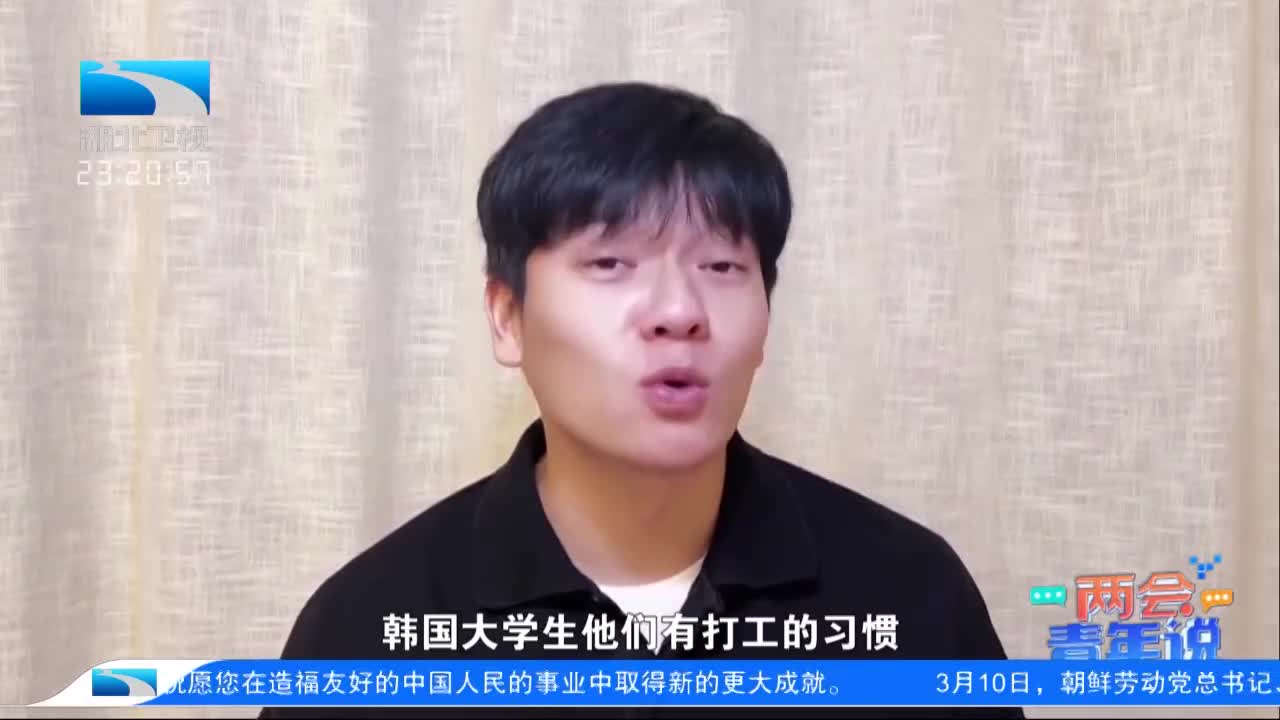 湖北卫视
23:20:57
韩国大学生他们有打工的习惯
两会
青年说
祝愿您在造福友好的中国人民的事业中取得新的更大成就。 3月10日，朝鲜劳动党总书记、